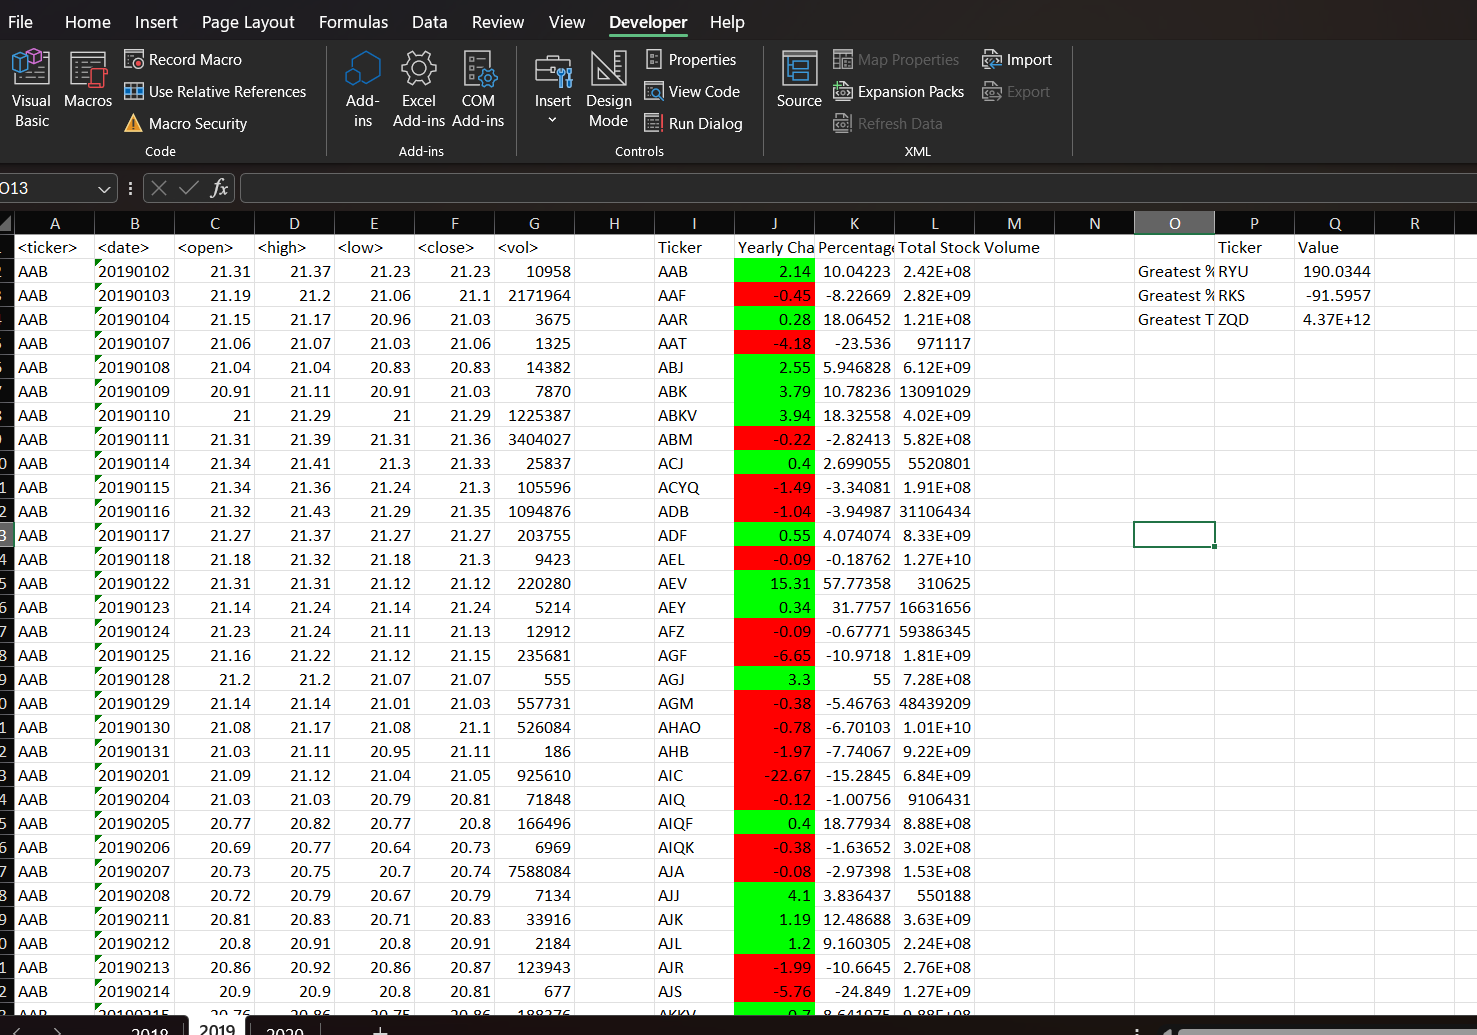 File Home Insert Page Layout Formulas Data Review View Developer Help
Visual Basic Macros Record Macro Use Relative References Macro Security
Code
Add-ins Excel Add-ins COM Add-ins
Add-ins
Insert Design Mode Properties View Code Run Dialog
Controls
Source Map Properties Expansion Packs Refresh Data Import Export
XML
O13 fx
A B C D E F G H I J K L M N O P Q R
<ticker> <date> <open> <high> <low> <close> <vol> Ticker Yearly Cha Percentage Total Stock Volume Ticker Value
AAB 20190102 21.31 21.37 21.23 21.23 10958 AAB 2.14 10.04223 2.42E+08 Greatest % RYU 190.0344
AAB 20190103 21.19 21.2 21.06 21.1 2171964 AAF -0.45 -8.22669 2.82E+09 Greatest % RKS -91.5957
AAB 20190104 21.15 21.17 20.96 21.03 3675 AAR 0.28 18.06452 1.21E+08 Greatest T ZQD 4.37E+12
AAB 20190107 21.06 21.07 21.03 21.06 1325 AAT -4.18 -23.536 971117
AAB 20190108 21.04 21.04 20.83 20.83 14382 ABJ 2.55 5.946828 6.12E+09
AAB 20190109 20.91 21.11 20.91 21.03 7870 ABK 3.79 10.78236 13091029
AAB 20190110 21 21.29 21 21.29 1225387 ABKV 3.94 18.32558 4.02E+09
AAB 20190111 21.31 21.39 21.31 21.36 3404027 ABM -0.22 -2.82413 5.82E+08
AAB 20190114 21.34 21.41 21.3 21.33 25837 ACJ 0.4 2.699055 5520801
AAB 20190115 21.34 21.36 21.24 21.3 105596 ACYQ -1.49 -3.34081 1.91E+08
AAB 20190116 21.32 21.43 21.29 21.35 1094876 ADB -1.04 -3.94987 31106434
AAB 20190117 21.27 21.37 21.27 21.27 203755 ADF 0.55 4.074074 8.33E+09
AAB 20190118 21.18 21.32 21.18 21.3 9423 AEL -0.09 -0.18762 1.27E+10
AAB 20190122 21.31 21.31 21.12 21.12 220280 AEV 15.31 57.77358 310625
AAB 20190123 21.14 21.24 21.14 21.24 5214 AEY 0.34 31.7757 16631656
AAB 20190124 21.23 21.24 21.11 21.13 12912 AFZ -0.09 -0.67771 59386345
AAB 20190125 21.16 21.22 21.12 21.15 235681 AGF -6.65 -10.9718 1.81E+09
AAB 20190128 21.2 21.2 21.07 21.07 555 AGJ 3.3 55 7.28E+08
AAB 20190129 21.14 21.14 21.01 21.03 557731 AGM -0.38 -5.46763 48439209
AAB 20190130 21.08 21.17 21.08 21.1 526084 AHAO -0.78 -6.70103 1.01E+10
AAB 20190131 21.03 21.11 20.95 21.11 186 AHB -1.97 -7.74067 9.22E+09
AAB 20190201 21.09 21.12 21.04 21.05 925610 AIC -22.67 -15.2845 6.84E+09
AAB 20190204 21.03 21.03 20.79 20.81 71848 AIQ -0.12 -1.00756 9106431
AAB 20190205 20.77 20.82 20.77 20.8 166496 AIQF 0.4 18.77934 8.88E+08
AAB 20190206 20.69 20.77 20.64 20.73 6969 AIQK -0.38 -1.63652 3.02E+08
AAB 20190207 20.73 20.75 20.7 20.74 7588084 AJA -0.08 -2.97398 1.53E+08
AAB 20190208 20.72 20.79 20.67 20.79 7134 AJJ 4.1 3.836437 550188
AAB 20190211 20.81 20.83 20.71 20.83 33916 AJK 1.19 12.48688 3.63E+09
AAB 20190212 20.8 20.91 20.8 20.91 2184 AJL 1.2 9.160305 2.24E+08
AAB 20190213 20.86 20.92 20.86 20.87 123943 AJR -1.99 -10.6645 2.76E+08
AAB 20190214 20.9 20.9 20.8 20.81 677 AJS -5.76 -24.849 1.27E+09
2018 2019 2020